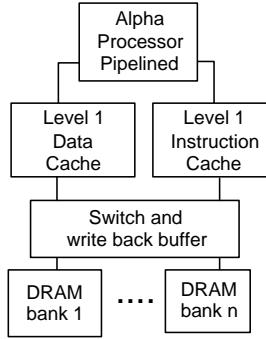 Alpha
Processor
Pipelined
Level 1
Data
Cache
Level 1
Instruction
Cache
Switch and
write back buffer
DRAM
bank 1
....
DRAM
bank n